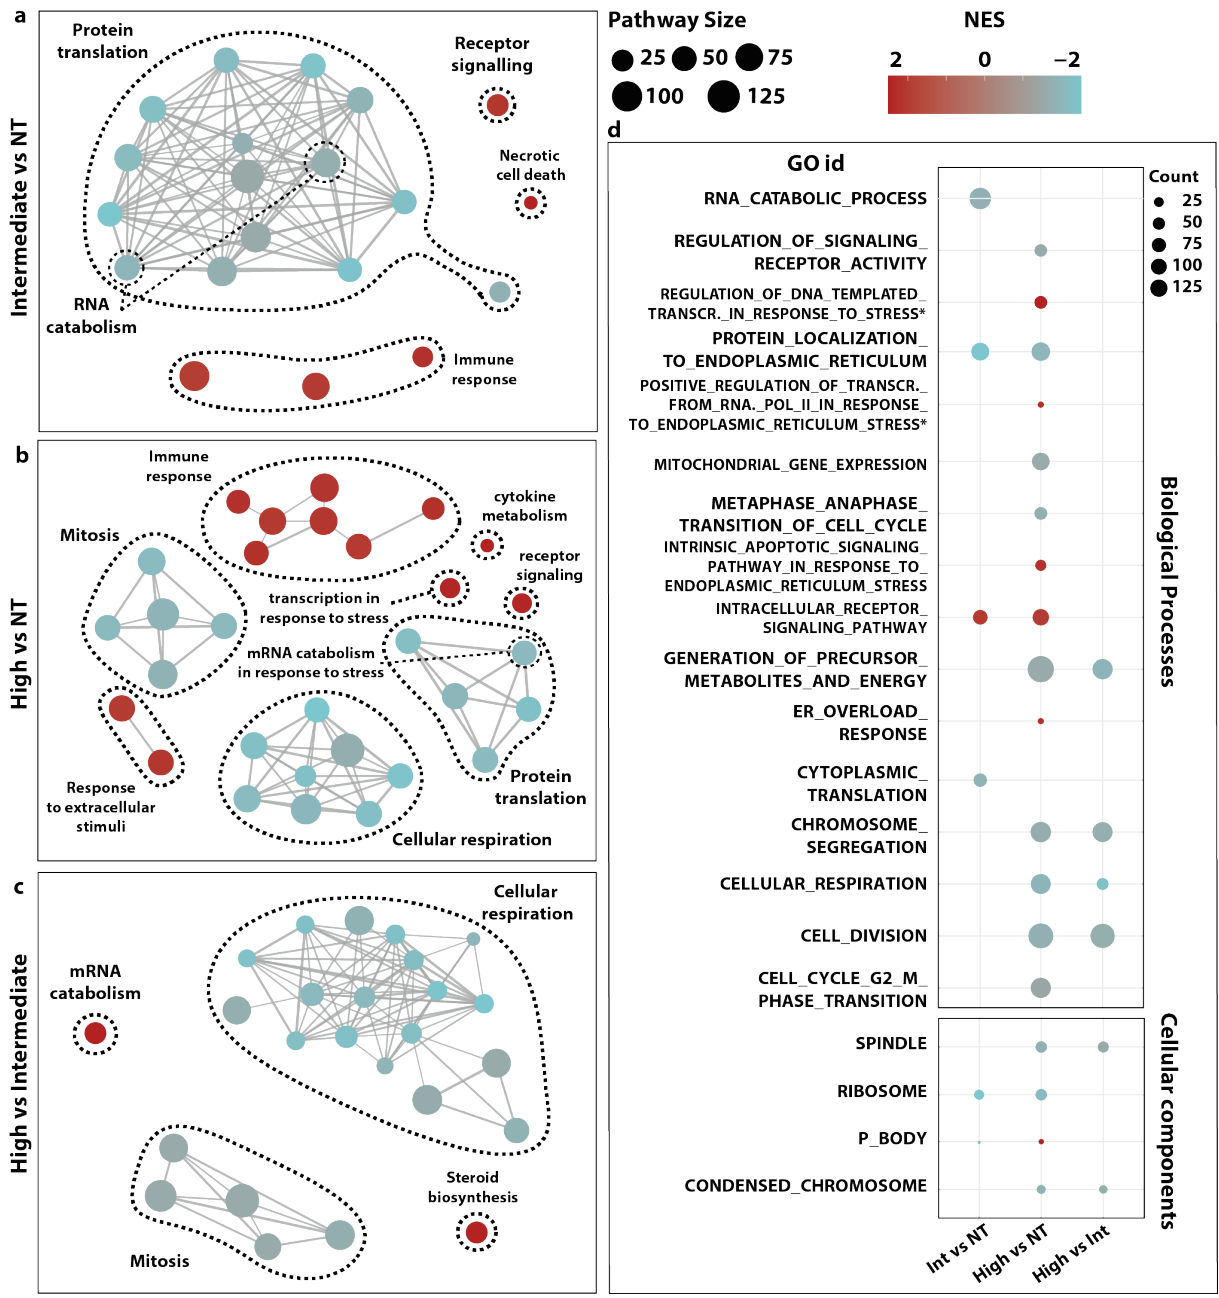 a
Intermediate vs NT
Protein
translation
Receptor
signalling
Necrotic
cell death
RNA
catabolism
Immune
response
b
High vs NT
Immune
response
cytokine
metabolism
Mitosis
receptor
signaling
transcription in
response to stress
mRNA catabolism
in response to stress
Response
to extracellular
stimuli
Protein
translation
Cellular respiration
c
High vs Intermediate
Cellular
respiration
mRNA
catabolism
Steroid
biosynthesis
Mitosis
Pathway Size
25 50 75
100 125
NES
2 0 −2
d
GO id
Count
25
50
75
100
125
RNA_CATABOLIC_PROCESS
REGULATION_OF_SIGNALING_
RECEPTOR_ACTIVITY
REGULATION_OF_DNA_TEMPLATED_
TRANSCR._IN_RESPONSE_TO_STRESS*
PROTEIN_LOCALIZATION_
TO_ENDOPLASMIC_RETICULUM
POSITIVE_REGULATION_OF_TRANSCR._
FROM_RNA._POL_II_IN_RESPONSE_
TO_ENDOPLASMIC_RETICULUM_STRESS*
MITOCHONDRIAL_GENE_EXPRESSION
METAPHASE_ANAPHASE_
TRANSITION_OF_CELL_CYCLE
INTRINSIC_APOPTOTIC_SIGNALING_
PATHWAY_IN_RESPONSE_TO_
ENDOPLASMIC_RETICULUM_STRESS
INTRACELLULAR_RECEPTOR_
SIGNALING_PATHWAY
GENERATION_OF_PRECURSOR_
METABOLITES_AND_ENERGY
ER_OVERLOAD_
RESPONSE
CYTOPLASMIC_
TRANSLATION
CHROMOSOME_
SEGREGATION
CELLULAR_RESPIRATION
CELL_DIVISION
CELL_CYCLE_G2_M_
PHASE_TRANSITION
Biological Processes
SPINDLE
RIBOSOME
P_BODY
CONDENSED_CHROMOSOME
Cellular components
Int vs NT
High vs NT
High vs Int